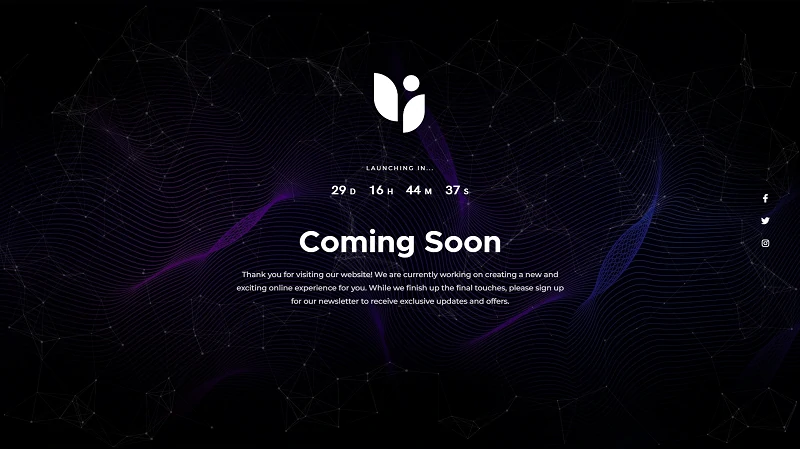 LAUNCHING IN...
29 D 16 H 44 M 37 S
Coming Soon
Thank you for visiting our website! We are currently working on creating a new and
exciting online experience for you. While we finish up the final touches, please sign up
for our newsletter to receive exclusive updates and offers.